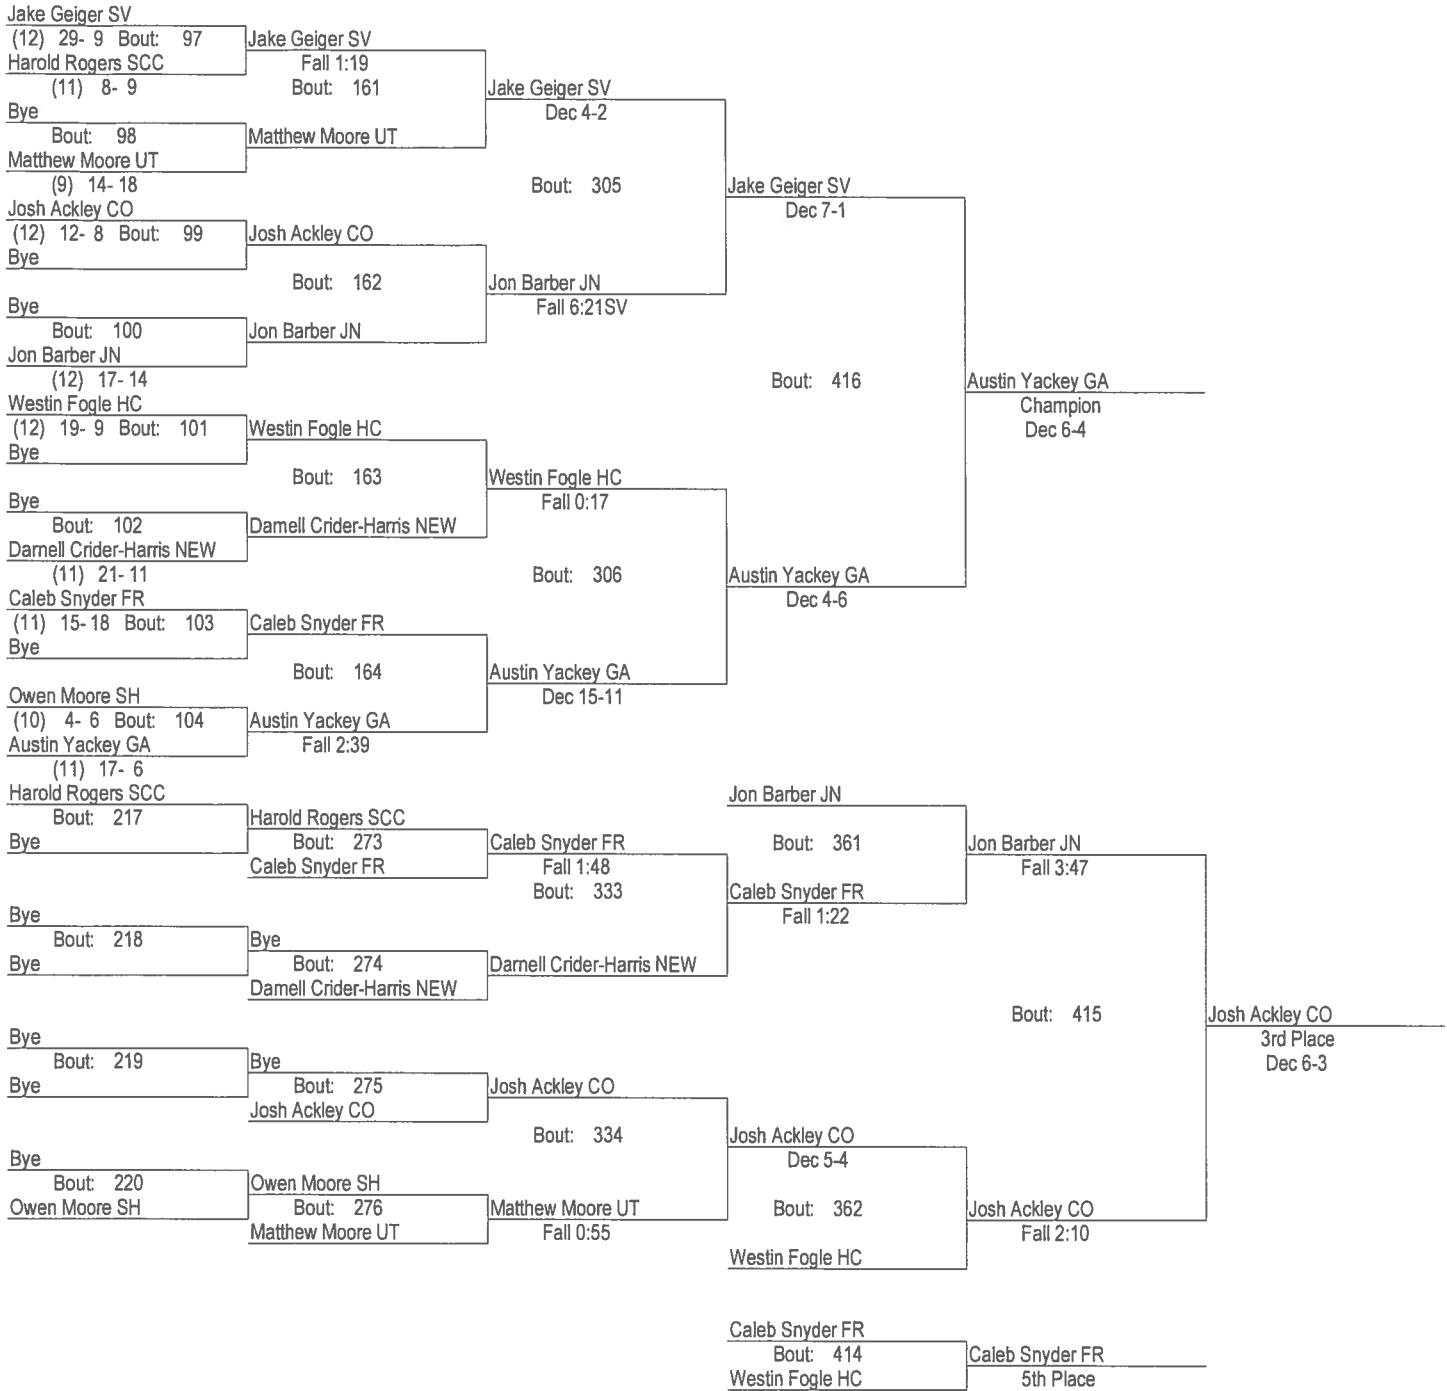 Jake Geiger SV
(12) 29- 9 Bout: 97
Harold Rogers SCC
(11) 8- 9
Bye
Bout: 98
Matthew Moore UT
(9) 14- 18
Josh Ackley CO
(12) 12- 8 Bout: 99
Bye
Bye
Bout: 100
Jon Barber JN
(12) 17- 14
Westin Fogle HC
(12) 19- 9 Bout: 101
Bye
Bye
Bout: 102
Darnell Crider-Harris NEW
(11) 21- 11
Caleb Snyder FR
(11) 15- 18 Bout: 103
Bye
Owen Moore SH
(10) 4- 6 Bout: 104
Austin Yackey GA
(11) 17- 6
Jake Geiger SV
Fall 1:19
Bout: 161
Matthew Moore UT
Josh Ackley CO
Bout: 162
Jon Barber JN
Westin Fogle HC
Bout: 163
Darnell Crider-Harris NEW
Caleb Snyder FR
Bout: 164
Austin Yackey GA
Fall 2:39
Jake Geiger SV
Dec 4-2
Bout: 305
Jon Barber JN
Fall 6:21SV
Westin Fogle HC
Fall 0:17
Bout: 306
Austin Yackey GA
Dec 15-11
Jake Geiger SV
Dec 7-1
Bout: 416
Austin Yackey GA
Dec 4-6
Austin Yackey GA
Champion
Dec 6-4
Harold Rogers SCC
Bout: 217
Bye
Bye
Bout: 218
Bye
Bye
Bout: 219
Bye
Bye
Bout: 220
Owen Moore SH
Harold Rogers SCC
Bout: 273
Caleb Snyder FR
Bye
Bout: 274
Darnell Crider-Harris NEW
Bye
Bout: 275
Josh Ackley CO
Owen Moore SH
Bout: 276
Matthew Moore UT
Caleb Snyder FR
Fall 1:48
Bout: 333
Darnell Crider-Harris NEW
Josh Ackley CO
Bout: 334
Matthew Moore UT
Fall 0:55
Jon Barber JN
Bout: 361
Caleb Snyder FR
Fall 1:22
Josh Ackley CO
Dec 5-4
Bout: 362
Westin Fogle HC
Jon Barber JN
Fall 3:47
Bout: 415
Josh Ackley CO
Fall 2:10
Josh Ackley CO
3rd Place
Dec 6-3
Caleb Snyder FR
Bout: 414
Westin Fogle HC
Caleb Snyder FR
5th Place